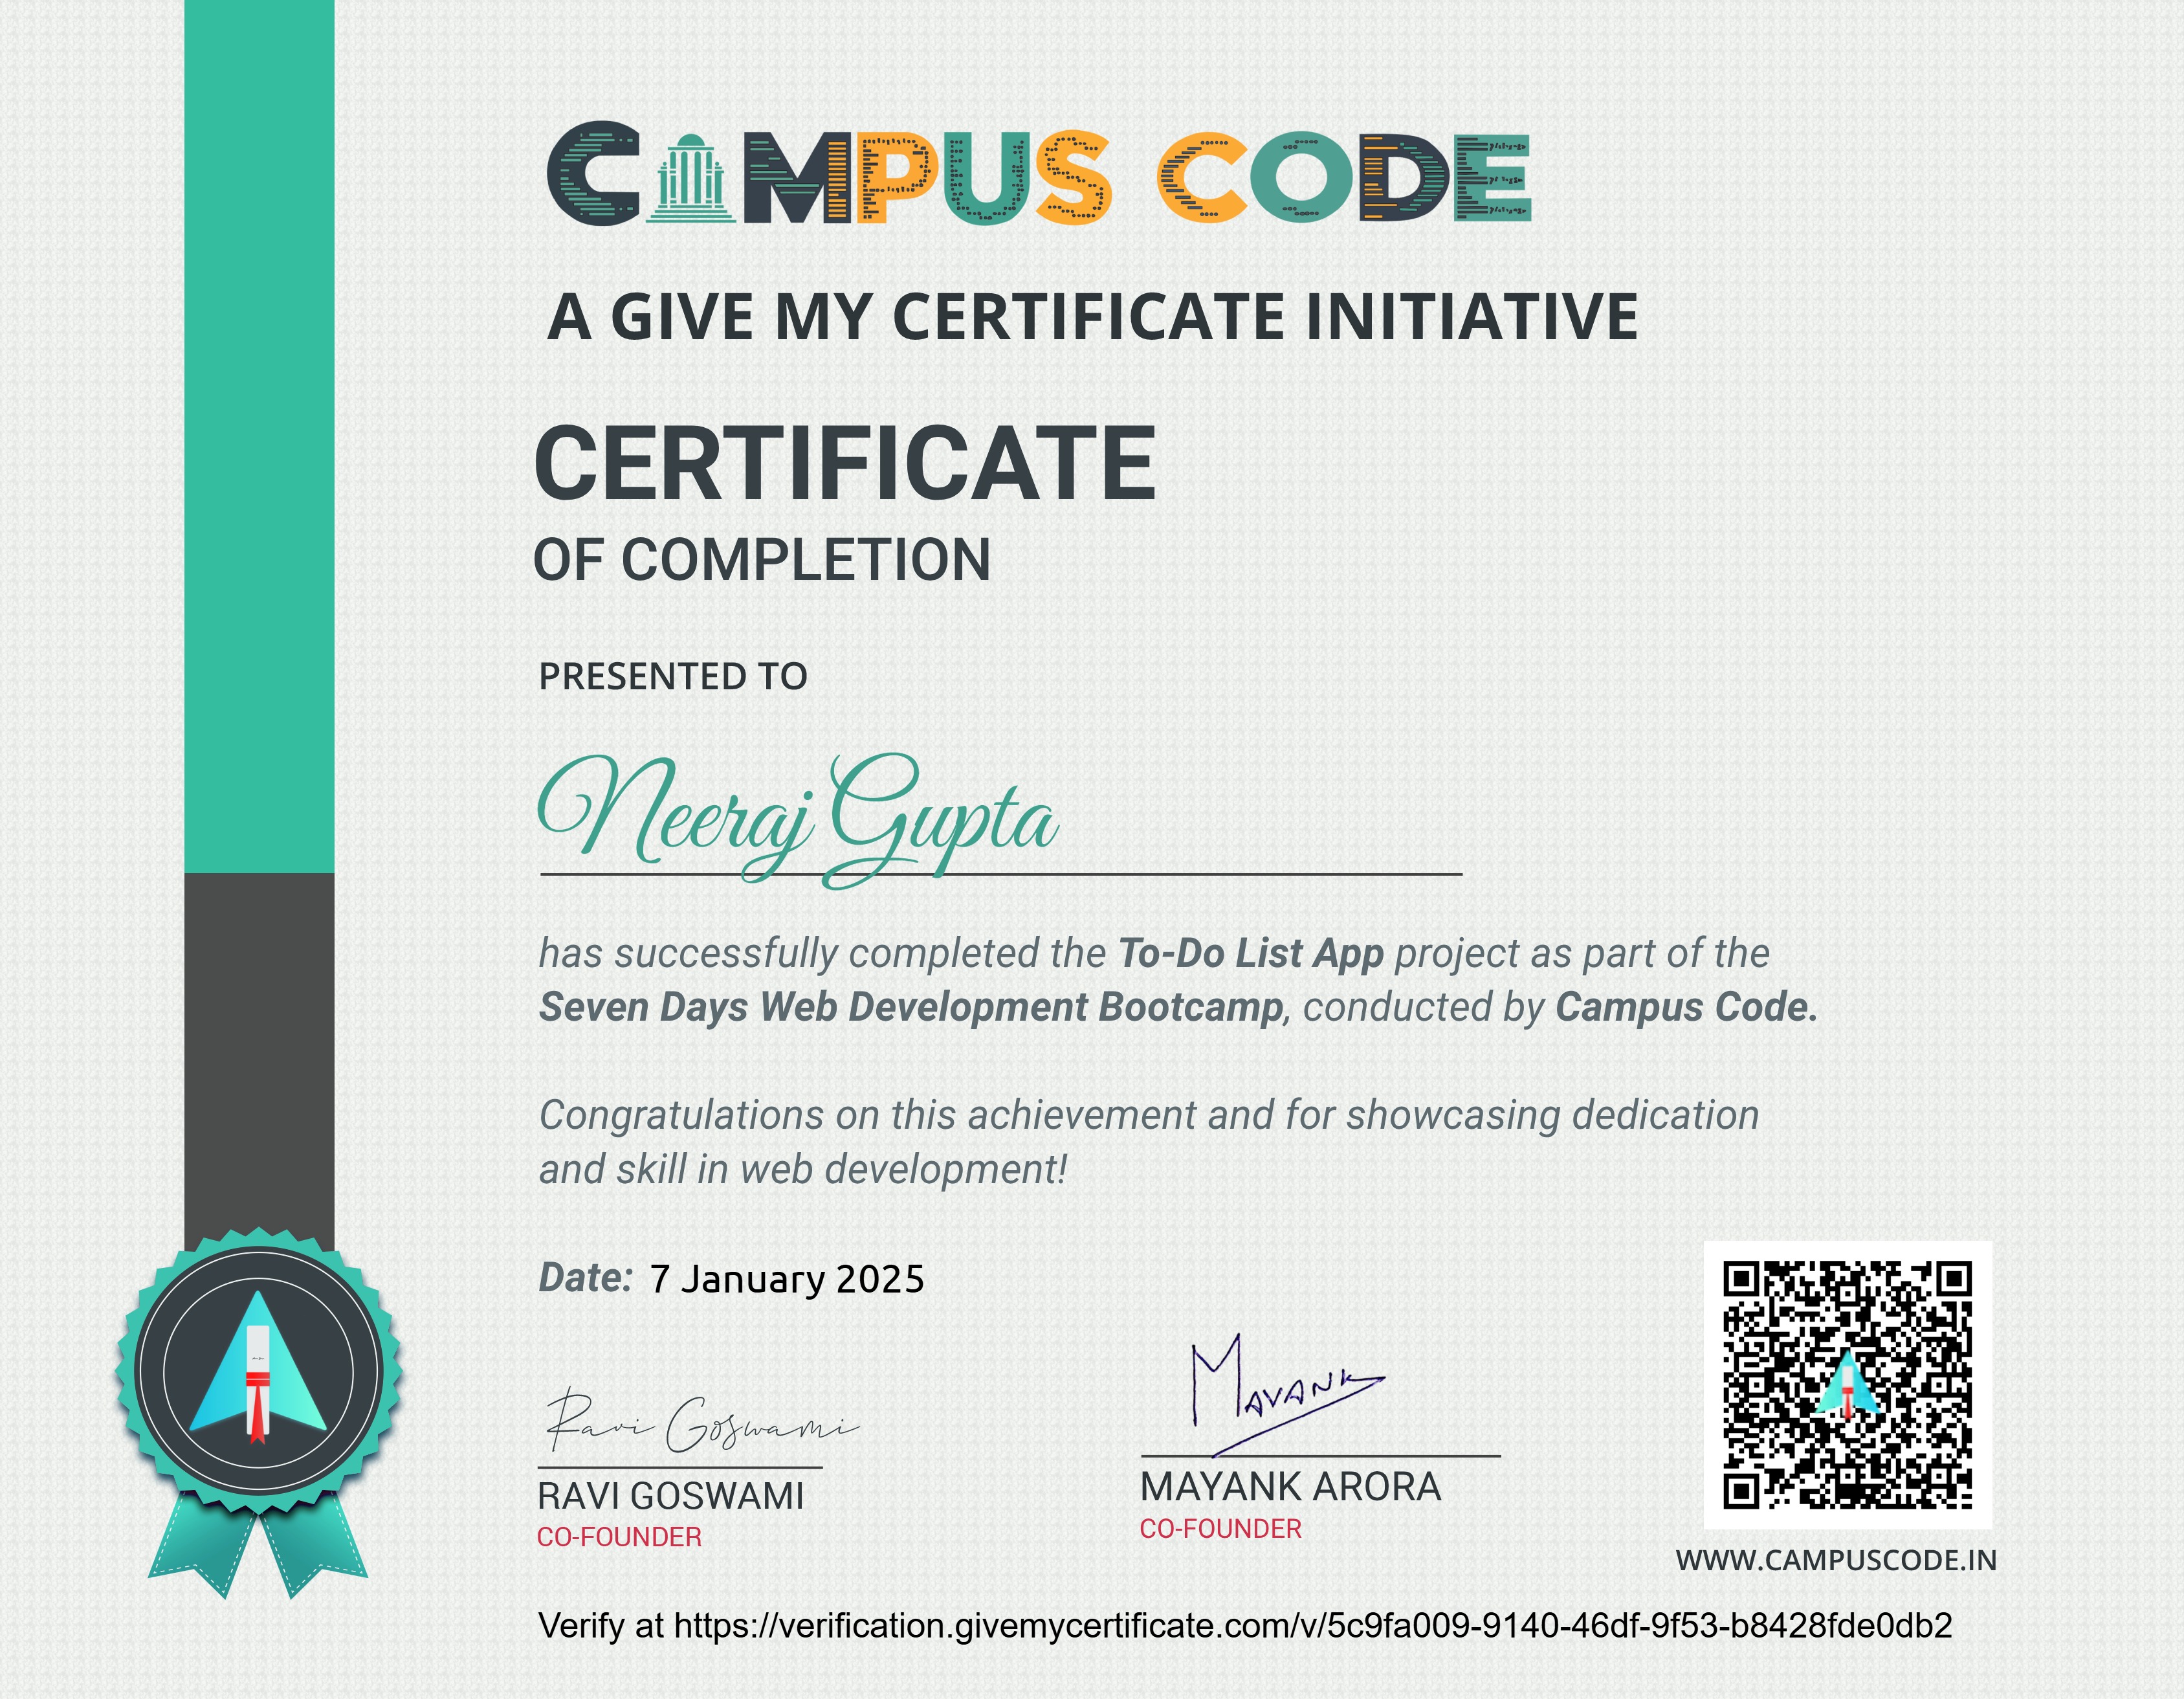 CAMPUS CODE
A GIVE MY CERTIFICATE INITIATIVE
CERTIFICATE
OF COMPLETION
PRESENTED TO
Neeraj Gupta
has successfully completed the To-Do List App project as part of the
Seven Days Web Development Bootcamp, conducted by Campus Code.
Congratulations on this achievement and for showcasing dedication
and skill in web development!
Date: 7 January 2025
Ravi Goswami
RAVI GOSWAMI
CO-FOUNDER
MAYANK
MAYANK ARORA
CO-FOUNDER
WWW.CAMPUSCODE.IN
Verify at https://verification.givemycertificate.com/v/5c9fa009-9140-46df-9f53-b8428fde0db2